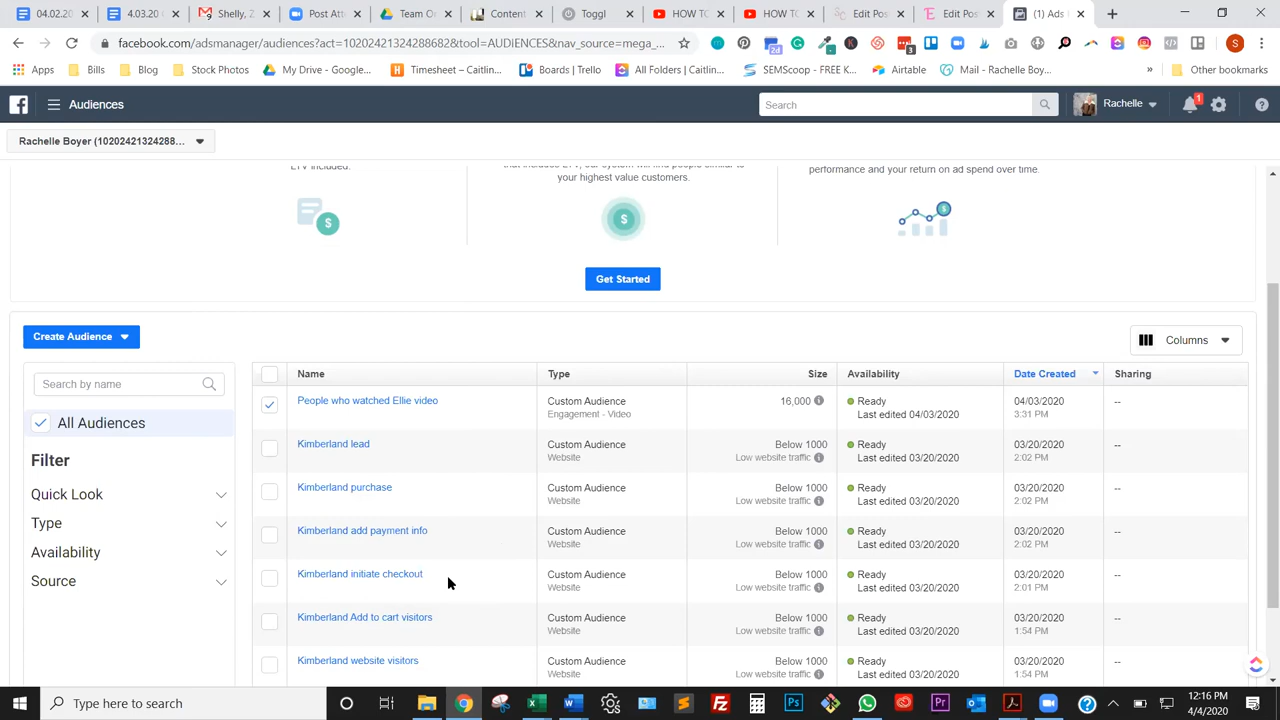 04.02.20
4.03.20
Shelly, Z
Post Att
Team Oc
Content
Toggl
HOW TO
HOW TO
Edit Pos
Edit Pos
(1) Ads
facebook.com/adsmanager/audiences?act=10202421324288682&tool=AUDIENCES&nav_source=mega_...
2d
3
S
Apps
Bills
Blog
Stock Photos
My Drive - Google...
Timesheet – Caitlin...
Boards | Trello
All Folders | Caitlin...
SEMScoop - FREE K...
Airtable
Mail - Rachelle Boy...
»
Other bookmarks
Audiences
Search
Rachelle
1
Rachelle Boyer (10202421324288...
LTV included.
that includes LTV, our system will find people similar to
your highest value customers.
performance and your return on ad spend over time.
$
$
$
Get Started
Create Audience
Columns
Search by name
All Audiences
Filter
Quick Look
Type
Availability
Source
Name Type Size Availability Date Created Sharing
People who watched Ellie video Custom Audience 16,000 Ready 04/03/2020 --
Engagement - Video Last edited 04/03/2020 3:31 PM
Kimberland lead Custom Audience Below 1000 Ready 03/20/2020 --
Website Low website traffic Last edited 03/20/2020 2:02 PM
Kimberland purchase Custom Audience Below 1000 Ready 03/20/2020 --
Website Low website traffic Last edited 03/20/2020 2:02 PM
Kimberland add payment info Custom Audience Below 1000 Ready 03/20/2020 --
Website Low website traffic Last edited 03/20/2020 2:02 PM
Kimberland initiate checkout Custom Audience Below 1000 Ready 03/20/2020 --
Website Low website traffic Last edited 03/20/2020 2:01 PM
Kimberland Add to cart visitors Custom Audience Below 1000 Ready 03/20/2020 --
Website Low website traffic Last edited 03/20/2020 1:54 PM
Kimberland website visitors Custom Audience Below 1000 Ready 03/20/2020 --
Website Low website traffic Last edited 03/20/2020 1:54 PM
Type here to search
12:16 PM
4/4/2020